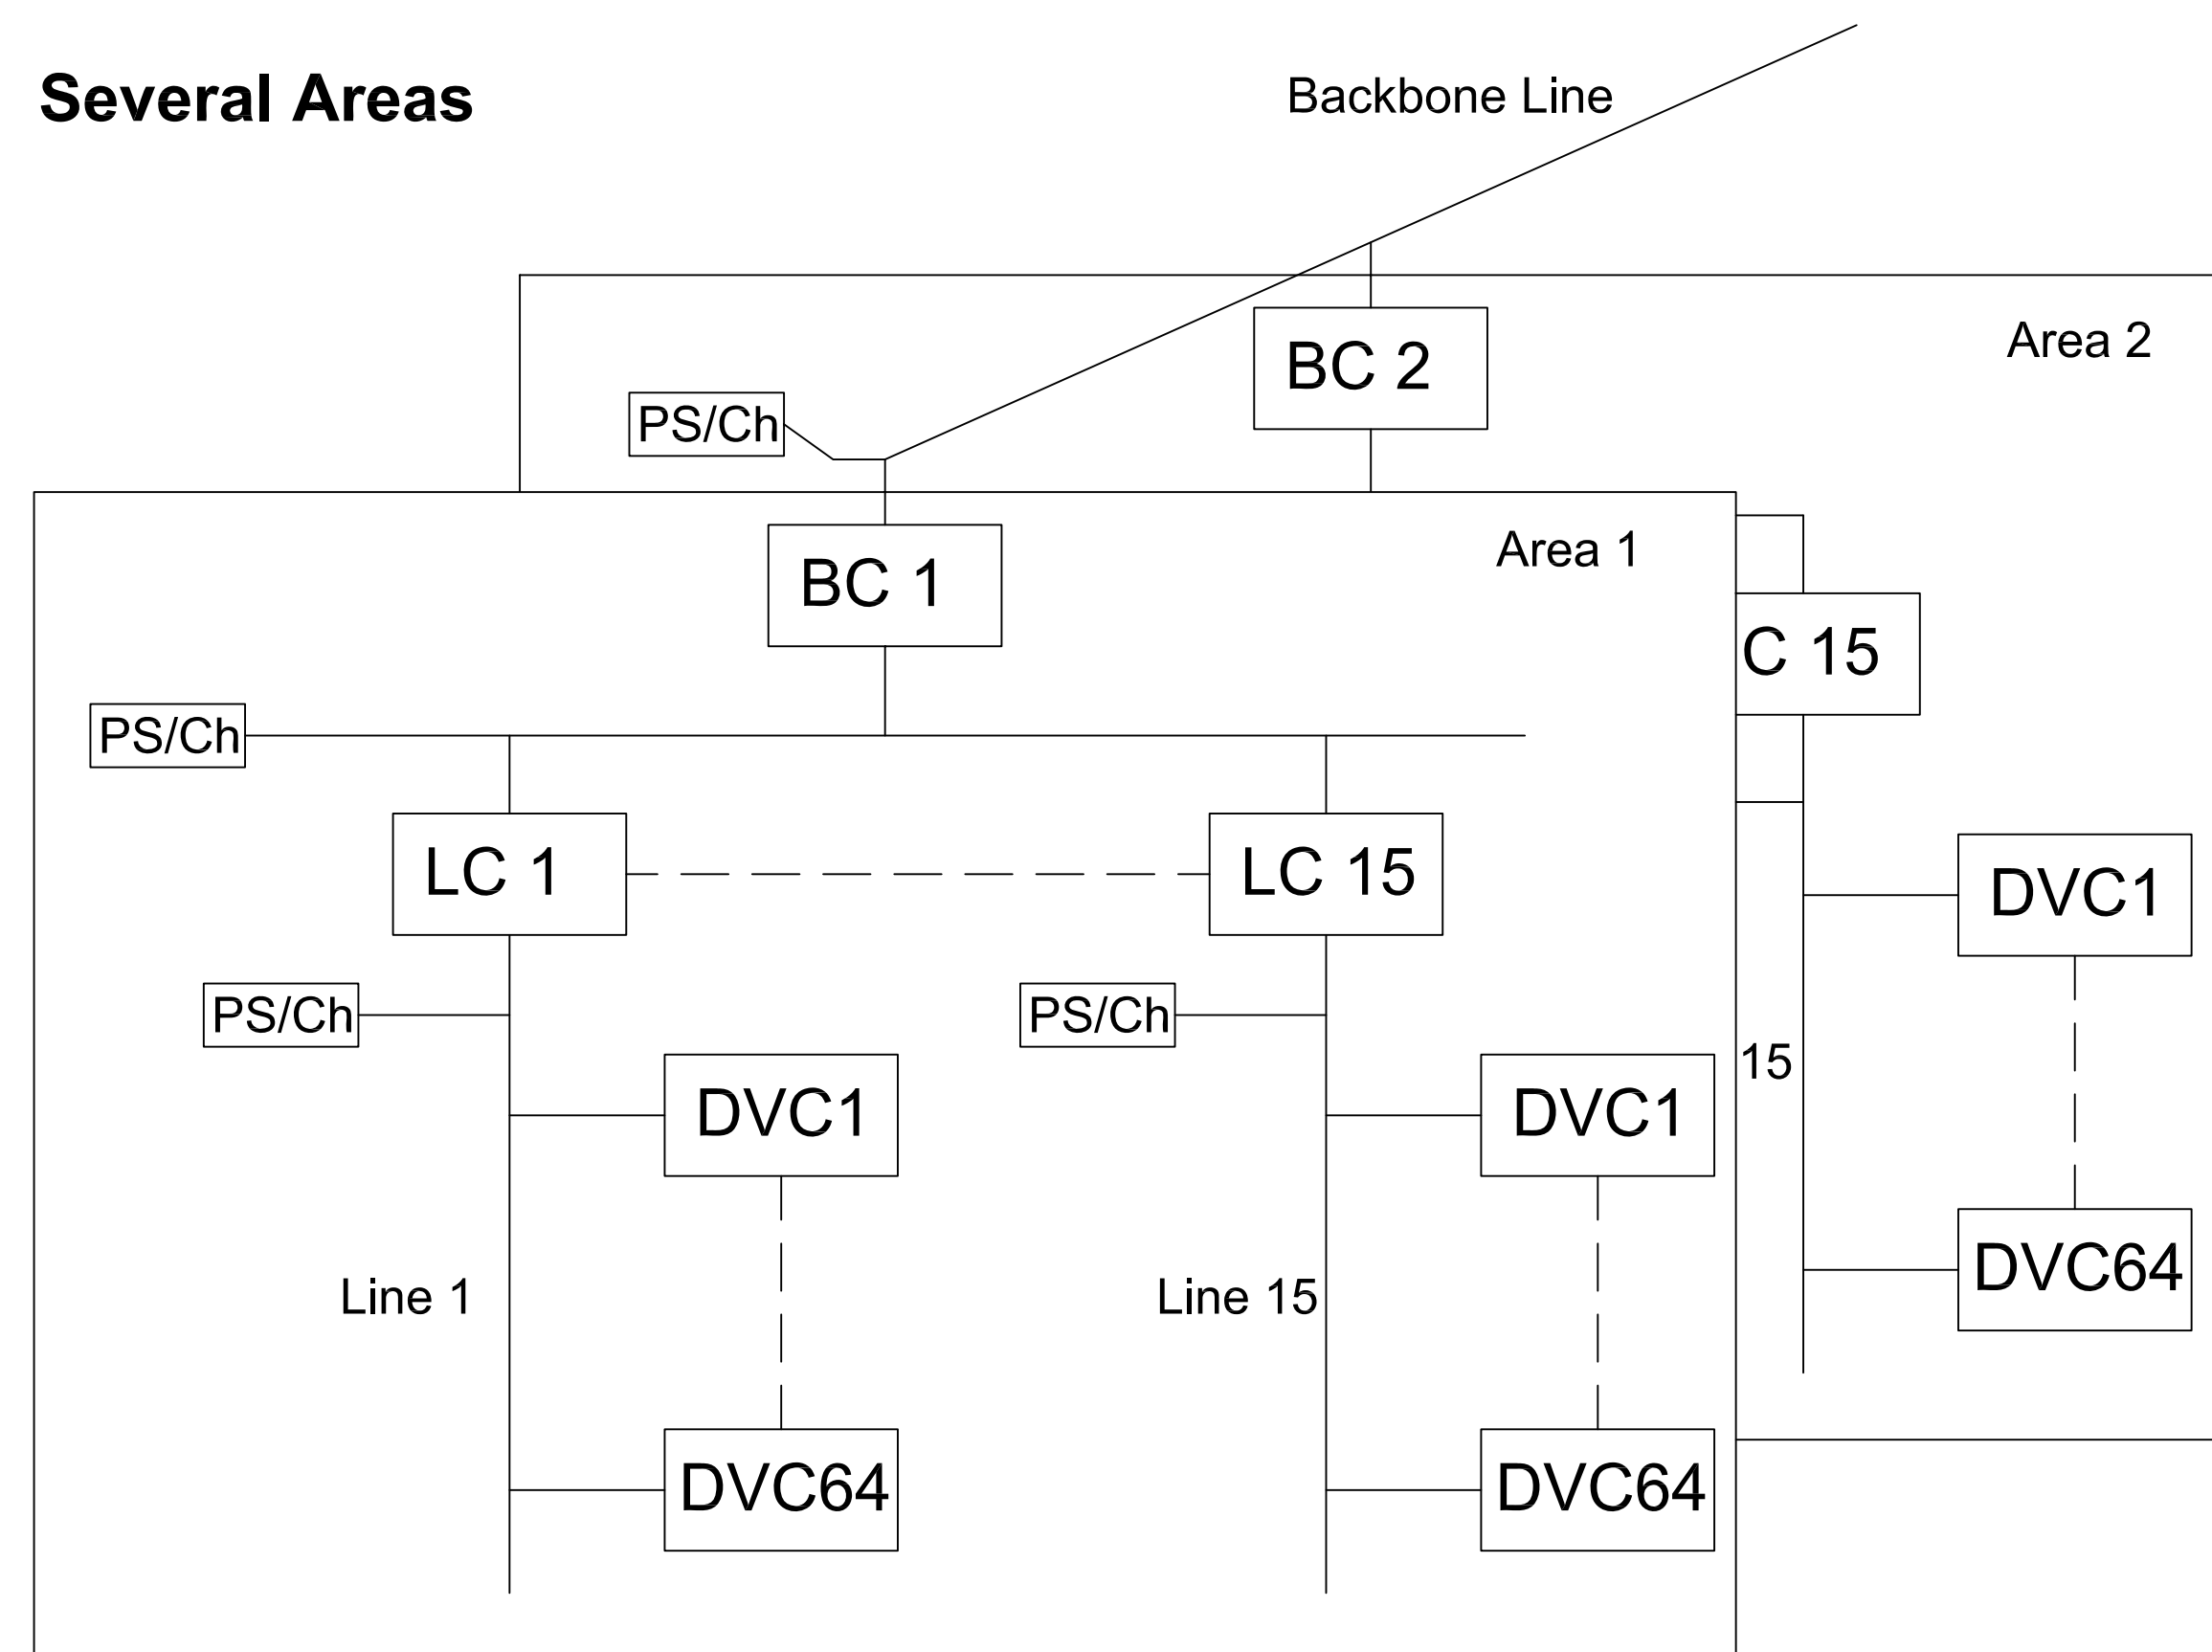 Several Areas
Backbone Line
BC 2
Area 2
PS/Ch
BC 1
Area 1
C 15
PS/Ch
LC 1
LC 15
DVC1
PS/Ch
PS/Ch
15
DVC1
DVC1
DVC64
Line 1
Line 15
DVC64
DVC64